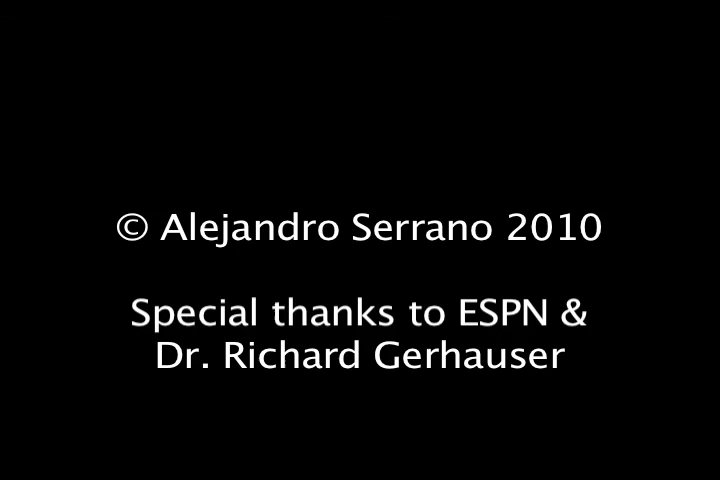 © Alejandro Serrano 2010
Special thanks to ESPN &
Dr. Richard Gerhauser